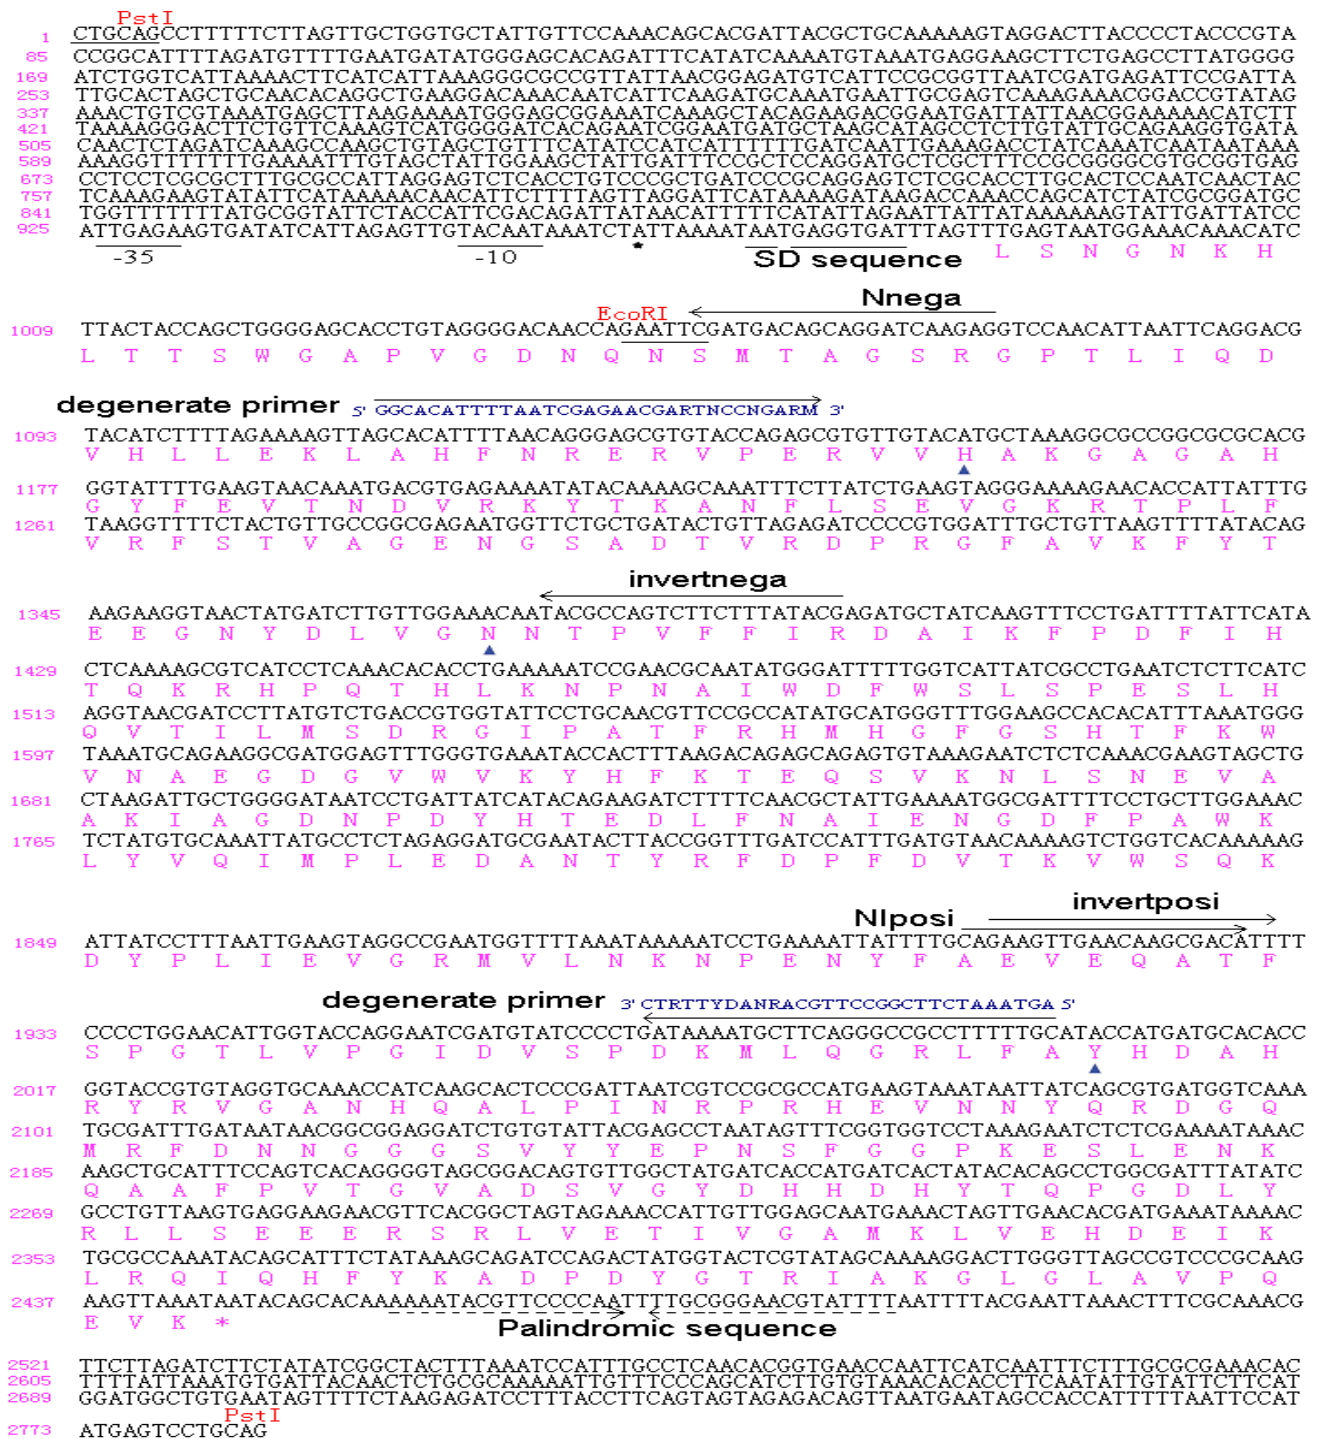 PstI
1 CTGCAGCCTTTTTCTTAGTTGCTGGTGCTATTGTTCCAAACAGCACGATTACGCTGCAAAAAGTAGGACTTACCCCTACCCGTA
85 CCGGCATTTTAGATGTTTTGAATGATATGGGAGCACAGATTTCATATCAAAATGTAAATGAGGAAGCTTCTGAGCCTTATGGGG
169 ATCTGGTCATTAAAACTTCATCATTAAAGGGCGCCGTTATTAACGGAGATGTCATTCCGCGGTTAATCGATGAGATTCCGATTA
253 TTGCACTAGCTGCAACACAGGCTGAAGGACAAACAATCATTCAAGATGCAAATGAATTGCGAGTCAAAGAAACGGACCGTATAG
337 AAACTGTCGTAAATGAGCTTAAGAAAATGGGAGCGGAAATCAAAGCTACAGAAGACGGAATGATTATTAACGGAAAAACATCTT
421 TAAAAGGGACTTCTGTTCAAAGTCATGGGGATCACAGAATCGGAATGATGCTAAGCATAGCCTCTTGTATTGCAGAAGGTGATA
505 CAACTCTAGATCAAAGCCAAGCTGTAGCTGTTTCATATCCATCATTTTTTGATCAATTGAAAGACCTATCAAATCAATAATAAA
589 AAAGGTTTTTTTGAAAATTTGTAGCTATTGGAAGCTATTGATTTCCGCTCCAGGATGCTCGCTTTCCGCGGGGCGTGCGGTGAG
673 CCTCCTCGCGCTTTGCGCCATTAGGAGTCTCACCTGTCCCGCTGATCCCGCAGGAGTCTCGCACCTTGCACTCCAATCAACTAC
757 TCAAAGAAGTATATTCATAAAAACAACATTCTTTTAGTTAGGATTCATAAAAGATAAGACCAAACCAGCATCTATCGCGGATGC
841 TGGTTTTTTTATGCGGTATTCTACCATTCGACAGATTATAACATTTTTCATATTAGAATTATTATAAAAAAGTATTGATTATCC
925 ATTGAGAAGTGATATCATTAGAGTTGTACAATAAATCTATTAAAATAATGAGGTGATTTAGTTTGAGTAATGGAAACAAACATC
-35 -10 * SD sequence L S N G N K H
EcoRI Nnega
1009 TTACTACCAGCTGGGGAGCACCTGTAGGGGACAACCAGAATTCGATGACAGCAGGATCAAGAGGTCCAACATTAATTCAGGACG
L T T S W G A P V G D N Q N S M T A G S R G P T L I Q D
degenerate primer 5' GGCACATTTTAATCGAGAACGARTNCCNGARM 3'
1093 TACATCTTTTAGAAAAGTTAGCACATTTTAACAGGGAGCGTGTACCAGAGCGTGTTGTACATGCTAAAGGCGCCGGCGCGCACG
V H L L E K L A H F N R E R V P E R V V H A K G A G A H
1177 GGTATTTTGAAGTAACAAATGACGTGAGAAAATATACAAAAGCAAATTTCTTATCTGAAGTAGGGAAAAGAACACCATTATTTG
G Y F E V T N D V R K Y T K A N F L S E V G K R T P L F
1261 TAAGGTTTTCTACTGTTGCCGGCGAGAATGGTTCTGCTGATACTGTTAGAGATCCCCGTGGATTTGCTGTTAAGTTTTATACAG
V R F S T V A G E N G S A D T V R D P R G F A V K F Y T
invertnega
1345 AAGAAGGTAACTATGATCTTGTTGGAAACAATACGCCAGTCTTCTTTATACGAGATGCTATCAAGTTTCCTGATTTTATTCATA
E E G N Y D L V G N N T P V F F I R D A I K F P D F I H
1429 CTCAAAAGCGTCATCCTCAAACACACCTGAAAAATCCGAACGCAATATGGGATTTTTGGTCATTATCGCCTGAATCTCTTCATC
T Q K R H P Q T H L K N P N A I W D F W S L S P E S L H
1513 AGGTAACGATCCTTATGTCTGACCGTGGTATTCCTGCAACGTTCCGCCATATGCATGGGTTTGGAAGCCACACATTTAAATGGG
Q V T I L M S D R G I P A T F R H M H G F G S H T F K W
1597 TAAATGCAGAAGGCGATGGAGTTTGGGTGAAATACCACTTTAAGACAGAGCAGAGTGTAAAGAATCTCTCAAACGAAGTAGCTG
V N A E G D G V W V K Y H F K T E Q S V K N L S N E V A
1681 CTAAGATTGCTGGGGATAATCCTGATTATCATACAGAAGATCTTTTCAACGCTATTGAAAATGGCGATTTTCCTGCTTGGAAAC
A K I A G D N P D Y H T E D L F N A I E N G D F P A W K
1765 TCTATGTGCAAATTATGCCTCTAGAGGATGCGAATACTTACCGGTTTGATCCATTTGATGTAACAAAAGTCTGGTCACAAAAAG
L Y V Q I M P L E D A N T Y R F D P F D V T K V W S Q K
NIposi invertposi
1849 ATTATCCTTTAATTGAAGTAGGCCGAATGGTTTTAAATAAAAATCCTGAAAATTATTTTGCAGAAGTTGAACAAGCGACATTTT
D Y P L I E V G R M V L N K N P E N Y F A E V E Q A T F
degenerate primer 3' CTRTTYDANRACGTTCCGGCTTCTAAATGA 5'
1933 CCCCTGGAACATTGGTACCAGGAATCGATGTATCCCCTGATAAAATGCTTCAGGGCCGCCTTTTTGCATACCATGATGCACACC
S P G T L V P G I D V S P D K M L Q G R L F A Y H D A H
2017 GGTACCGTGTAGGTGCAAACCATCAAGCACTCCCGATTAATCGTCCGCGCCATGAAGTAAATAATTATCAGCGTGATGGTCAAA
R Y R V G A N H Q A L P I N R P R H E V N N Y Q R D G Q
2101 TGCGATTTGATAATAACGGCGGAGGATCTGTGTATTACGAGCCTAATAGTTTCGGTGGTCCTAAAGAATCTCTCGAAAATAAAC
M R F D N N G G G S V Y Y E P N S F G G P K E S L E N K
2185 AAGCTGCATTTCCAGTCACAGGGGTAGCGGACAGTGTTGGCTATGATCACCATGATCACTATACACAGCCTGGCGATTTATATC
Q A A F P V T G V A D S V G Y D H H D H Y T Q P G D L Y
2269 GCCTGTTAAGTGAGGAAGAACGTTCACGGCTAGTAGAAACCATTGTTGGAGCAATGAAACTAGTTGAACACGATGAAATAAAAC
R L L S E E E R S R L V E T I V G A M K L V E H D E I K
2353 TGCGCCAAATACAGCATTTCTATAAAGCAGATCCAGACTATGGTACTCGTATAGCAAAAGGACTTGGGTTAGCCGTCCCGCAAG
L R Q I Q H F Y K A D P D Y G T R I A K G L G L A V P Q
2437 AAGTTAAATAATACAGCACAAAAAATACGTTCCCCAATTTTGCGGGAACGTATTTTTAATTTTACGAATTAAACTTTCGCAAACG
E V K * Palindromic sequence
2521 TTCTTAGATCTTCTATATCGGCTACTTTAAATCCATTTGCCTCAACACGGTGAACCAATTCATCAATTTCTTTGCGCGAAACAC
2605 TTTTATTAAATGTGATTACAACTCTGCGCAAAAATTGTTTCCCAGCATCTTGTGTAAACACACCTTCAATATTGTATTCTTCAT
2689 GGATGGCTGTGAATAGTTTTCTAAGAGATCCTTTACCTTCAGTAGTAGAGACAGTTAATGAATAGCCACCATTTTTAATTCCAT
PstI
2773 ATGAGTCCTGCAG